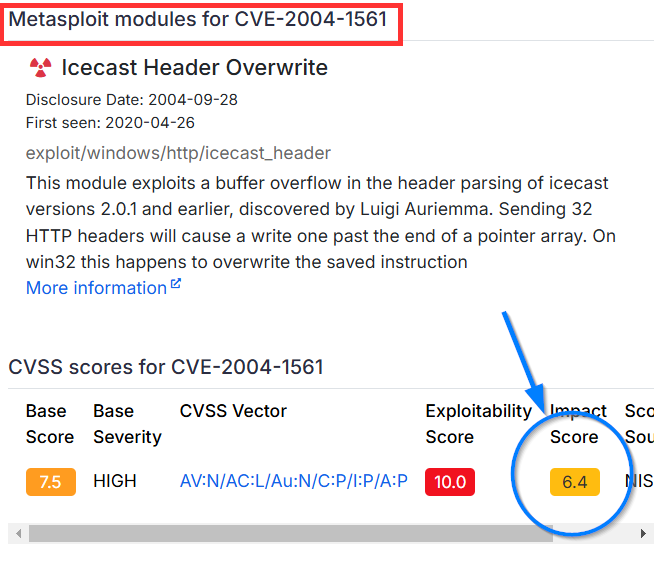 Metasploit modules for CVE-2004-1561
Icecast Header Overwrite
Disclosure Date: 2004-09-28
First seen: 2020-04-26
exploit/windows/http/icecast_header
This module exploits a buffer overflow in the header parsing of icecast
versions 2.0.1 and earlier, discovered by Luigi Auriemma. Sending 32
HTTP headers will cause a write one past the end of a pointer array. On
win32 this happens to overwrite the saved instruction
More information
CVSS scores for CVE-2004-1561
Base Score
Base Severity
CVSS Vector
Exploitability Score
Impact Score
Sco
Sou
7.5
HIGH
AV:N/AC:L/Au:N/C:P/I:P/A:P
10.0
6.4
NIS